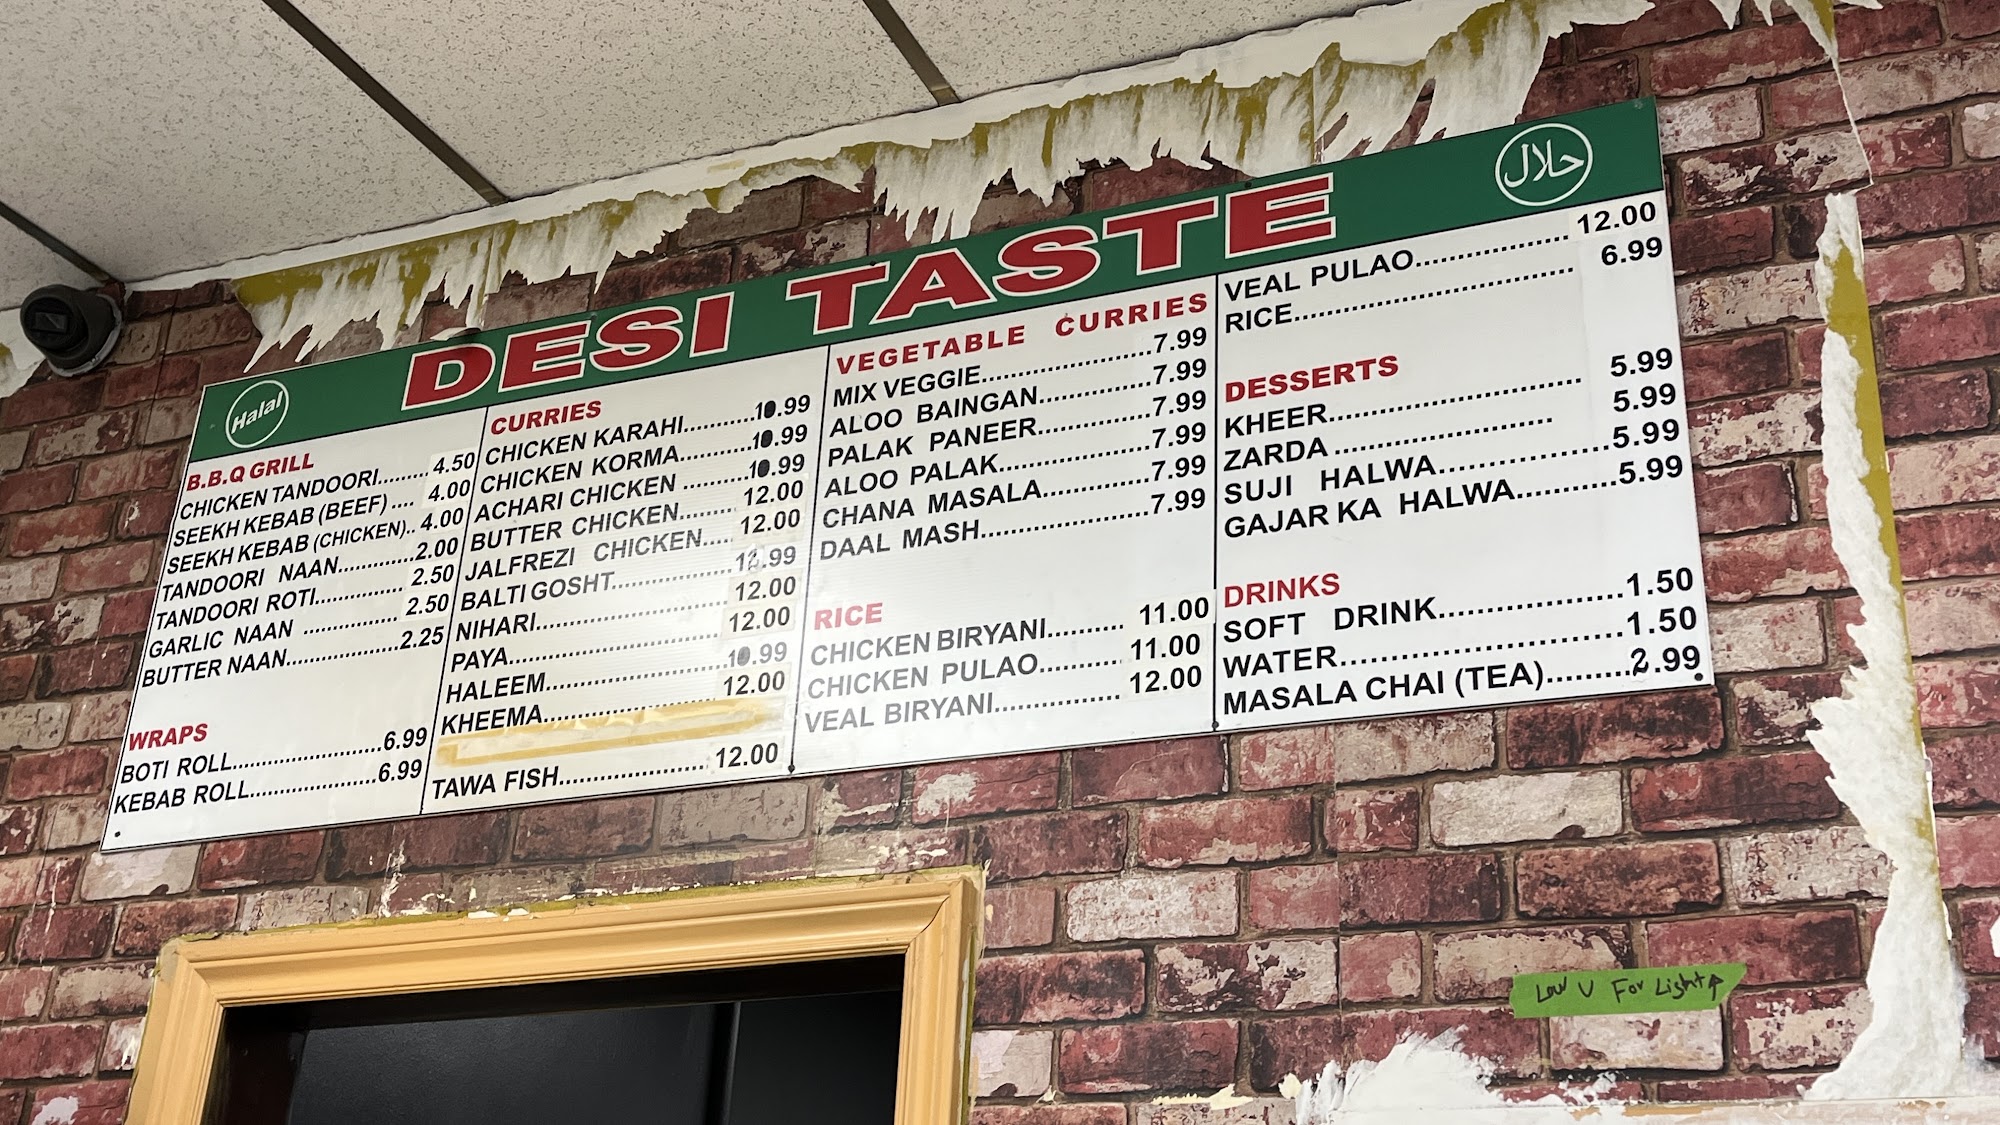 DESI TASTE
Halal
حلال
B.B.Q GRILL
CHICKEN TANDOORI........ 4.50
SEEKH KEBAB (BEEF) .... 4.00
SEEKH KEBAB (CHICKEN).. 4.00
TANDOORI NAAN.............2.00
TANDOORI ROTI............... 2.50
GARLIC NAAN ................ 2.50
BUTTER NAAN...................2.25
WRAPS
BOTI ROLL.......................6.99
KEBAB ROLL....................6.99
CURRIES
CHICKEN KARAHI..........10.99
CHICKEN KORMA..........10.99
ACHARI CHICKEN .........10.99
BUTTER CHICKEN........ 12.00
JALFREZI CHICKEN..... 12.00
BALTI GOSHT................
NIHARI........................... 12.00
PAYA............................. 12.00
HALEEM.......................10.99
KHEEMA...................... 12.00
TAWA FISH.................... 12.00
VEGETABLE CURRIES
MIX VEGGIE....................7.99
ALOO BAINGAN.............7.99
PALAK PANEER.............7.99
ALOO PALAK..................7.99
CHANA MASALA.............7.99
DAAL MASH....................7.99
RICE
CHICKEN BIRYANI.......... 11.00
CHICKEN PULAO........... 11.00
VEAL BIRYANI................ 12.00
VEAL PULAO................... 12.00
RICE.................................. 6.99
DESSERTS
KHEER.............................. 5.99
ZARDA .......................... 5.99
SUJI HALWA.................5.99
GAJAR KA HALWA...........5.99
DRINKS
SOFT DRINK...................1.50
WATER...........................1.50
MASALA CHAI (TEA)..........2.99
For Light